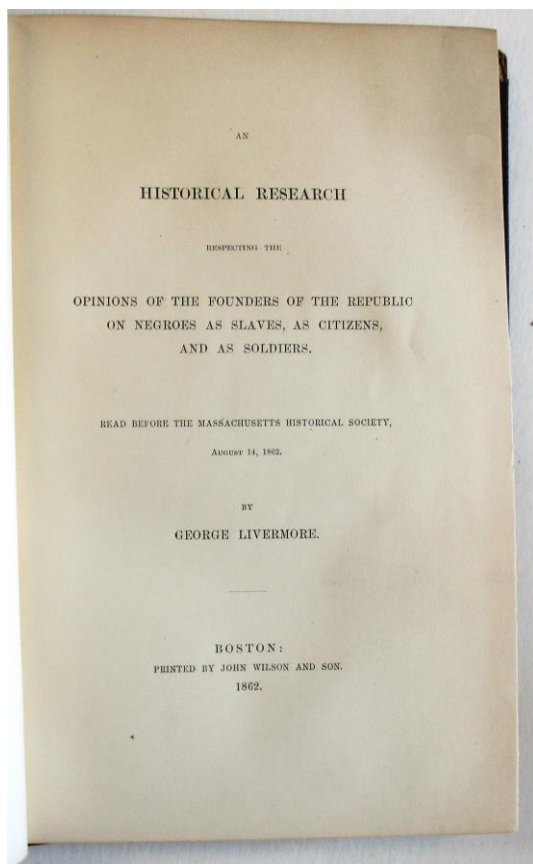 AN
HISTORICAL RESEARCH
RESPECTING THE
OPINIONS OF THE FOUNDERS OF THE REPUBLIC
ON NEGROES AS SLAVES, AS CITIZENS,
AND AS SOLDIERS.
READ BEFORE THE MASSACHUSETTS HISTORICAL SOCIETY,
AUGUST 14, 1862.
BY
GEORGE LIVERMORE.
BOSTON:
PRINTED BY JOHN WILSON AND SON.
1862.